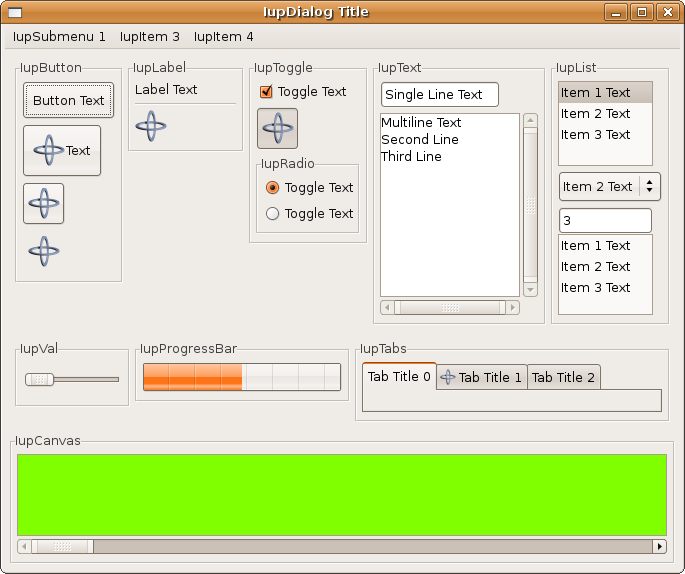 IupDialog Title
IupSubmenu 1 IupItem 3 IupItem 4
IupButton
Button Text
Text
IupLabel
Label Text
IupToggle
Toggle Text
IupRadio
Toggle Text
Toggle Text
IupText
Single Line Text
Multiline Text
Second Line
Third Line
IupList
Item 1 Text
Item 2 Text
Item 3 Text
Item 2 Text
3
Item 1 Text
Item 2 Text
Item 3 Text
IupVal
IupProgressBar
IupTabs
Tab Title 0 Tab Title 1 Tab Title 2
IupCanvas